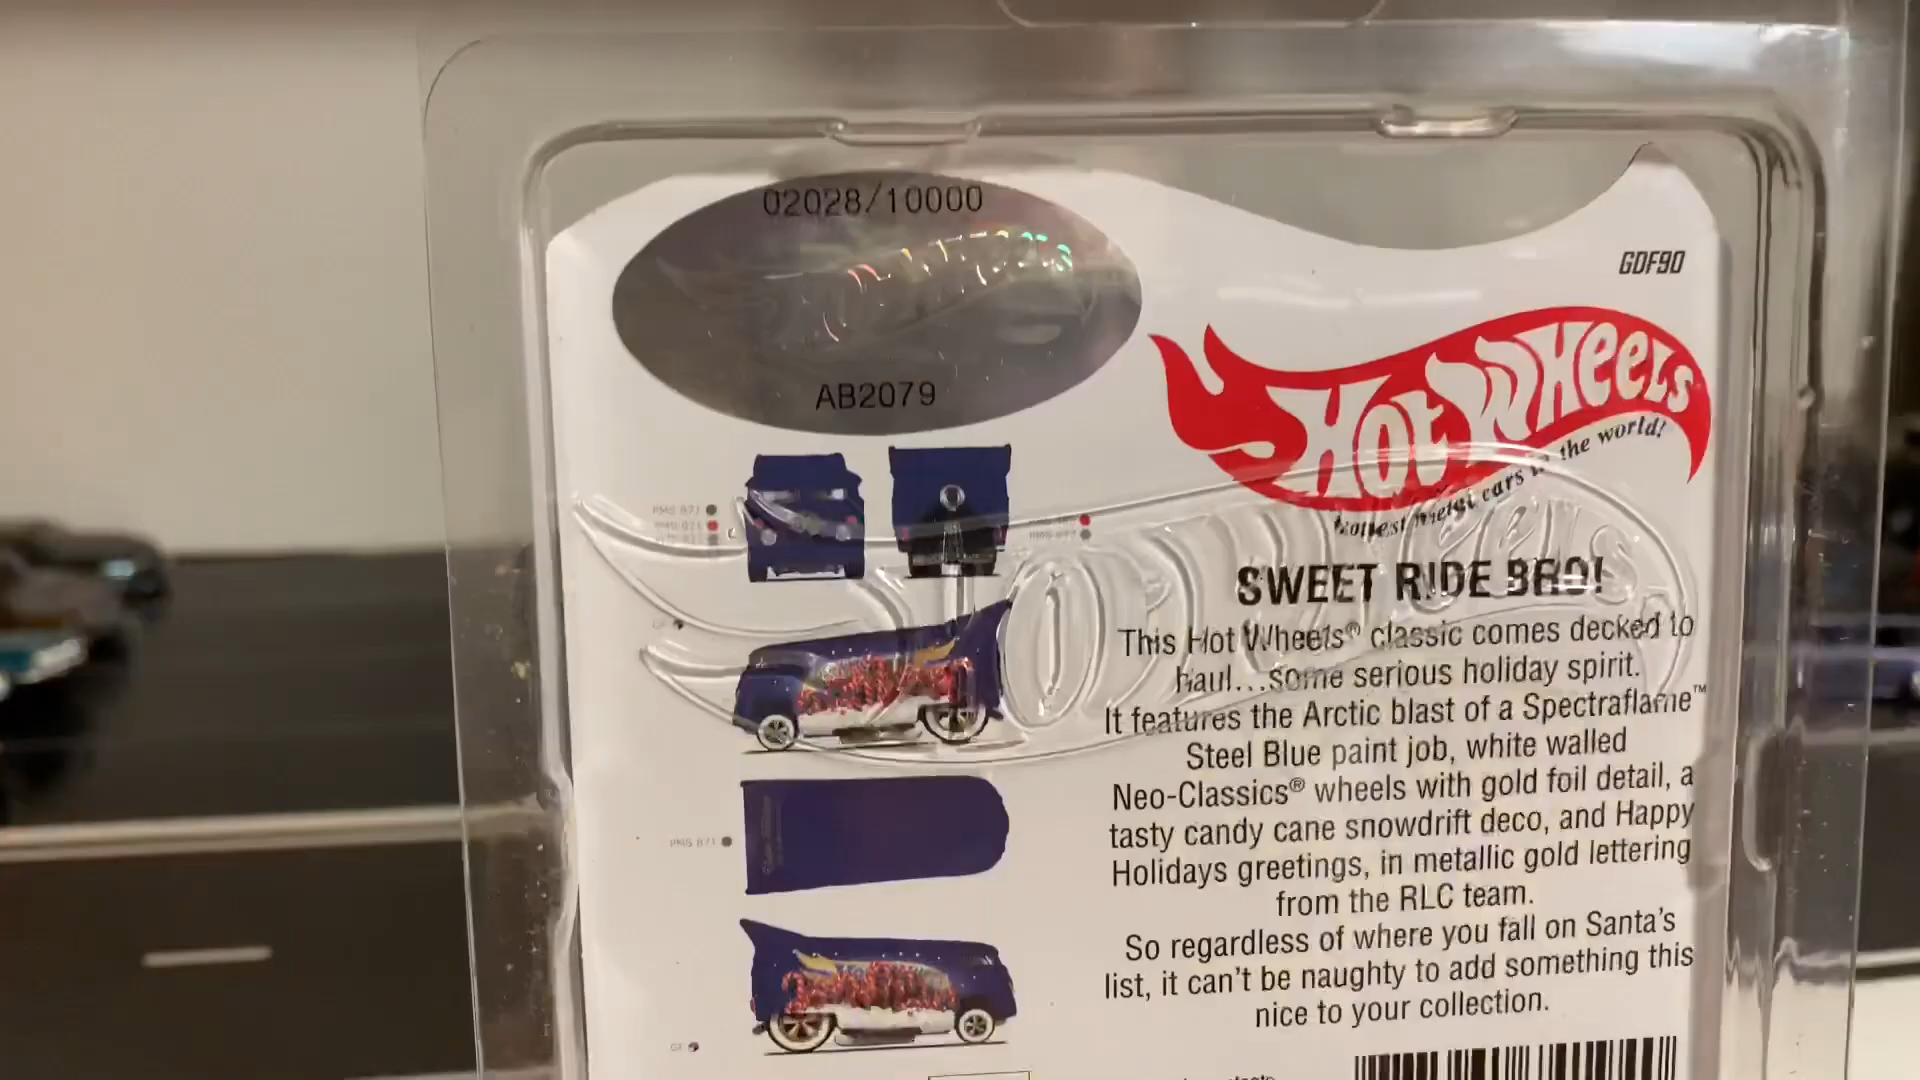 02028/10000
AB2079
GDF90
HOT WHEELS
hottest metal cars in the world!
PMS 871
SWEET RIDE BRO!
This Hot Wheels® classic comes decked to
haul...some serious holiday spirit.
It features the Arctic blast of a Spectraflame™
Steel Blue paint job, white walled
Neo-Classics® wheels with gold foil detail, a
tasty candy cane snowdrift deco, and Happy
Holidays greetings, in metallic gold lettering
from the RLC team.
So regardless of where you fall on Santa's
list, it can't be naughty to add something this
nice to your collection.
PMS 871